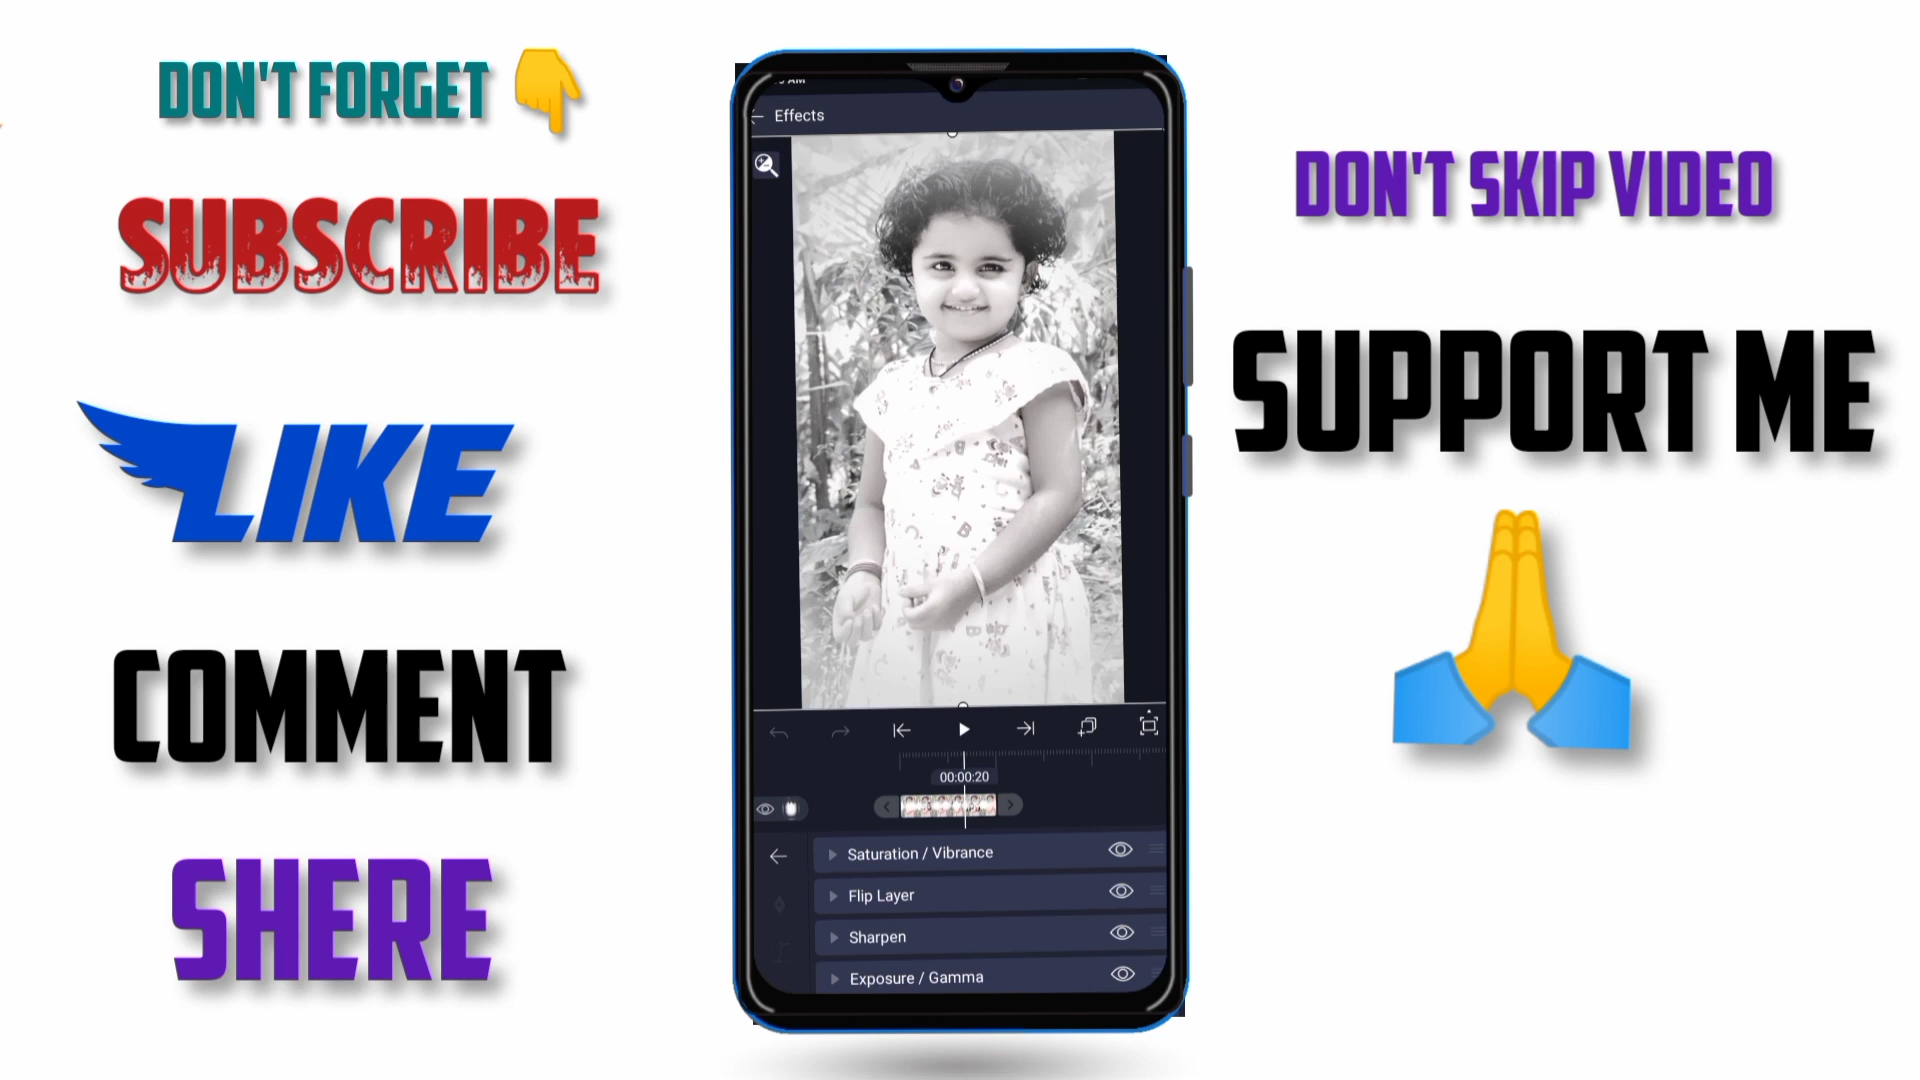 DON'T FORGET
SUBSCRIBE
LIKE
COMMENT
SHERE
AM
Effects
00:00:20
Saturation / Vibrance
Flip Layer
Sharpen
Exposure / Gamma
DON'T SKIP VIDEO
SUPPORT ME